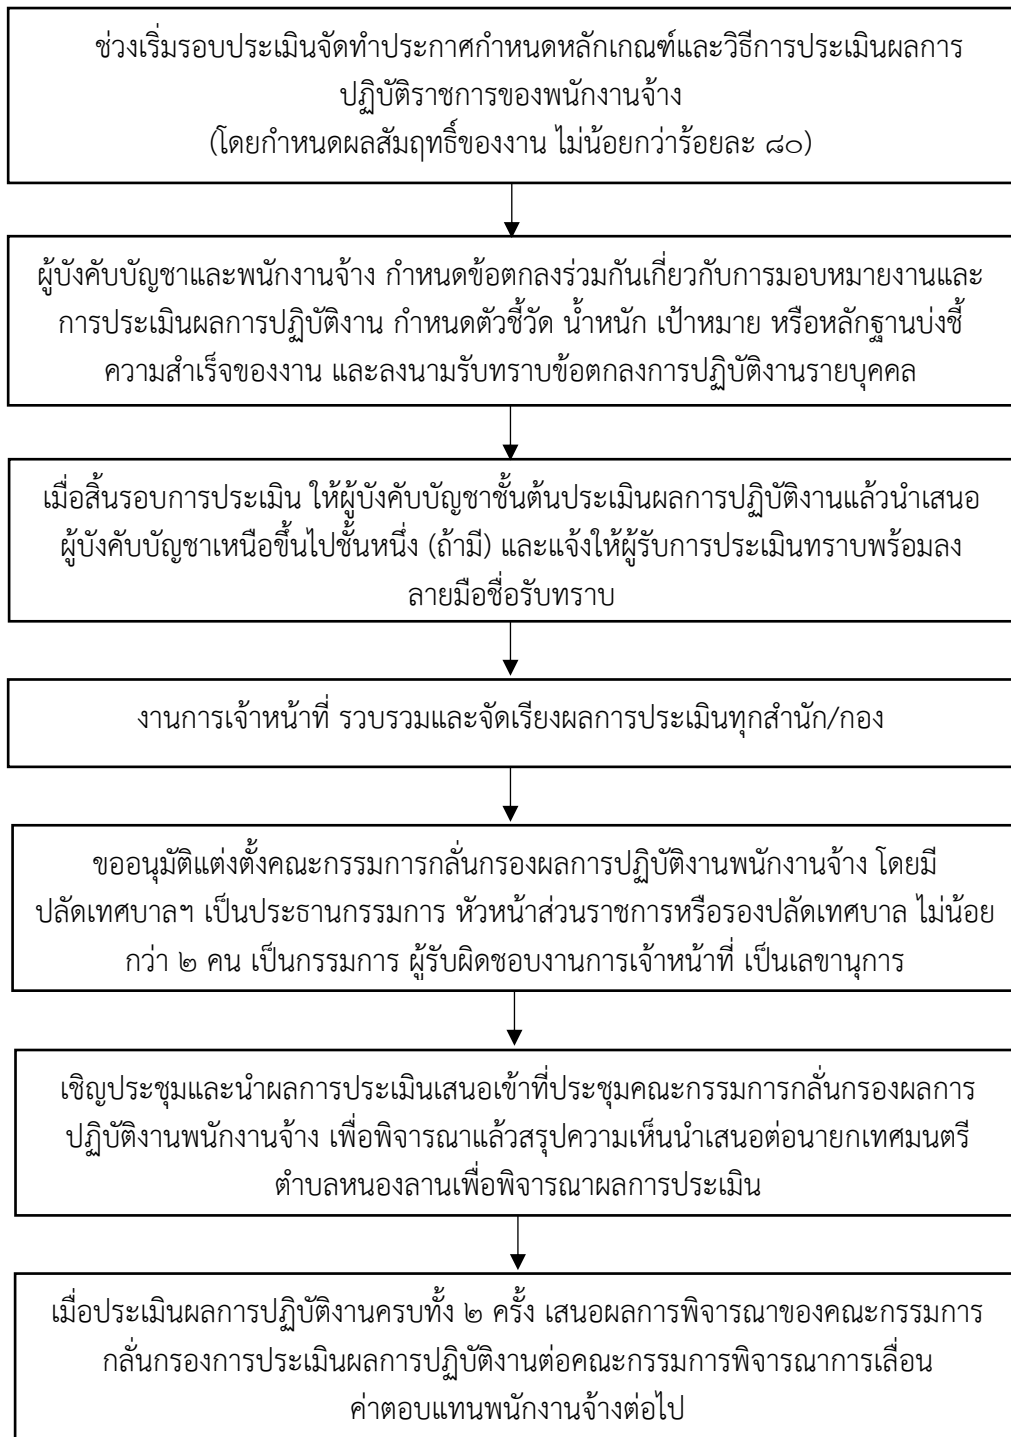 ช่วงเริ่มรอบประเมินจัดทำประกาศกำหนดหลักเกณฑ์และวิธีการประเมินผลการ
ปฏิบัติราชการของพนักงานจ้าง
(โดยกำหนดผลสัมฤทธิ์ของงาน ไม่น้อยกว่าร้อยละ ๘๐)
ผู้บังคับบัญชาและพนักงานจ้าง กำหนดข้อตกลงร่วมกันเกี่ยวกับการมอบหมายงานและ
การประเมินผลการปฏิบัติงาน กำหนดตัวชี้วัด น้ำหนัก เป้าหมาย หรือหลักฐานบ่งชี้
ความสำเร็จของงาน และลงนามรับทราบข้อตกลงการปฏิบัติงานรายบุคคล
เมื่อสิ้นรอบการประเมิน ให้ผู้บังคับบัญชาชั้นต้นประเมินผลการปฏิบัติงานแล้วนำเสนอ
ผู้บังคับบัญชาเหนือขึ้นไปชั้นหนึ่ง (ถ้ามี) และแจ้งให้ผู้รับการประเมินทราบพร้อมลง
ลายมือชื่อรับทราบ
งานการเจ้าหน้าที่ รวบรวมและจัดเรียงผลการประเมินทุกสำนัก/กอง
ขออนุมัติแต่งตั้งคณะกรรมการกลั่นกรองผลการปฏิบัติงานพนักงานจ้าง โดยมี
ปลัดเทศบาลฯ เป็นประธานกรรมการ หัวหน้าส่วนราชการหรือรองปลัดเทศบาล ไม่น้อย
กว่า ๒ คน เป็นกรรมการ ผู้รับผิดชอบงานการเจ้าหน้าที่ เป็นเลขานุการ
เชิญประชุมและนำผลการประเมินเสนอเข้าที่ประชุมคณะกรรมการกลั่นกรองผลการ
ปฏิบัติงานพนักงานจ้าง เพื่อพิจารณาแล้วสรุปความเห็นนำเสนอต่อนายกเทศมนตรี
ตำบลหนองลานเพื่อพิจารณาผลการประเมิน
เมื่อประเมินผลการปฏิบัติงานครบทั้ง ๒ ครั้ง เสนอผลการพิจารณาของคณะกรรมการ
กลั่นกรองการประเมินผลการปฏิบัติงานต่อคณะกรรมการพิจารณาการเลื่อน
ค่าตอบแทนพนักงานจ้างต่อไป